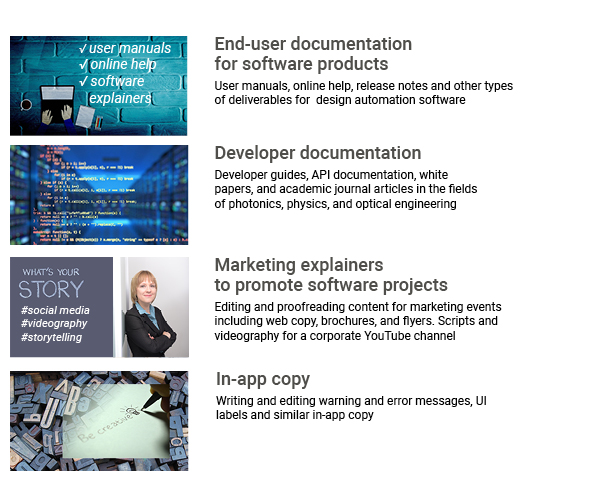 √ user manuals
√ online help
√ software
explainers
End-user documentation
for software products
User manuals, online help, release notes and other types
of deliverables for design automation software
Developer documentation
Developer guides, API documentation, white
papers, and academic journal articles in the fields
of photonics, physics, and optical engineering
WHAT'S YOUR
STORY
#social media
#videography
#storytelling
Marketing explainers
to promote software projects
Editing and proofreading content for marketing events
including web copy, brochures, and flyers. Scripts and
videography for a corporate YouTube channel
Be creative
In-app copy
Writing and editing warning and error messages, UI
labels and similar in-app copy